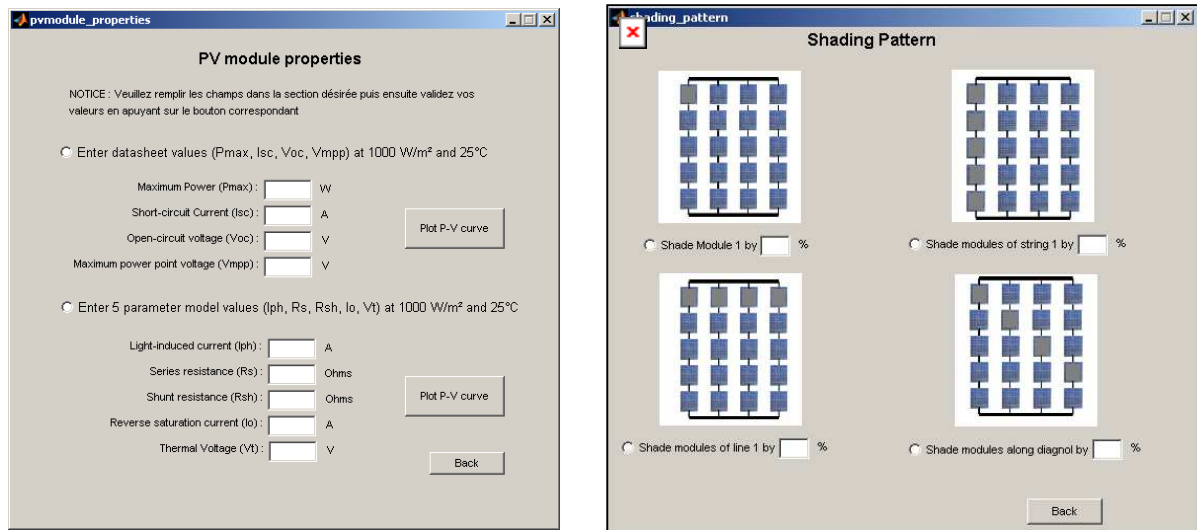 pvmodule_properties
PV module properties
NOTICE : Veuillez remplir les champs dans la section désirée puis ensuite validez vos
valeurs en apuyant sur le bouton correspondant
Enter datasheet values (Pmax, Isc, Voc, Vmpp) at 1000 W/m² and 25°C
Maximum Power (Pmax) : W
Short-circuit Current (Isc) : A
Open-circuit voltage (Voc) : V
Maximum power point voltage (Vmpp) : V
Plot P-V curve
Enter 5 parameter model values (Iph, Rs, Rsh, Io, Vt) at 1000 W/m² and 25°C
Light-induced current (Iph) : A
Series resistance (Rs) : Ohms
Shunt resistance (Rsh) : Ohms
Reverse saturation current (Io) : A
Thermal Voltage (Vt) : V
Plot P-V curve
Back
shading_pattern
Shading Pattern
Shade Module 1 by %
Shade modules of string 1 by %
Shade modules of line 1 by %
Shade modules along diagnol by %
Back